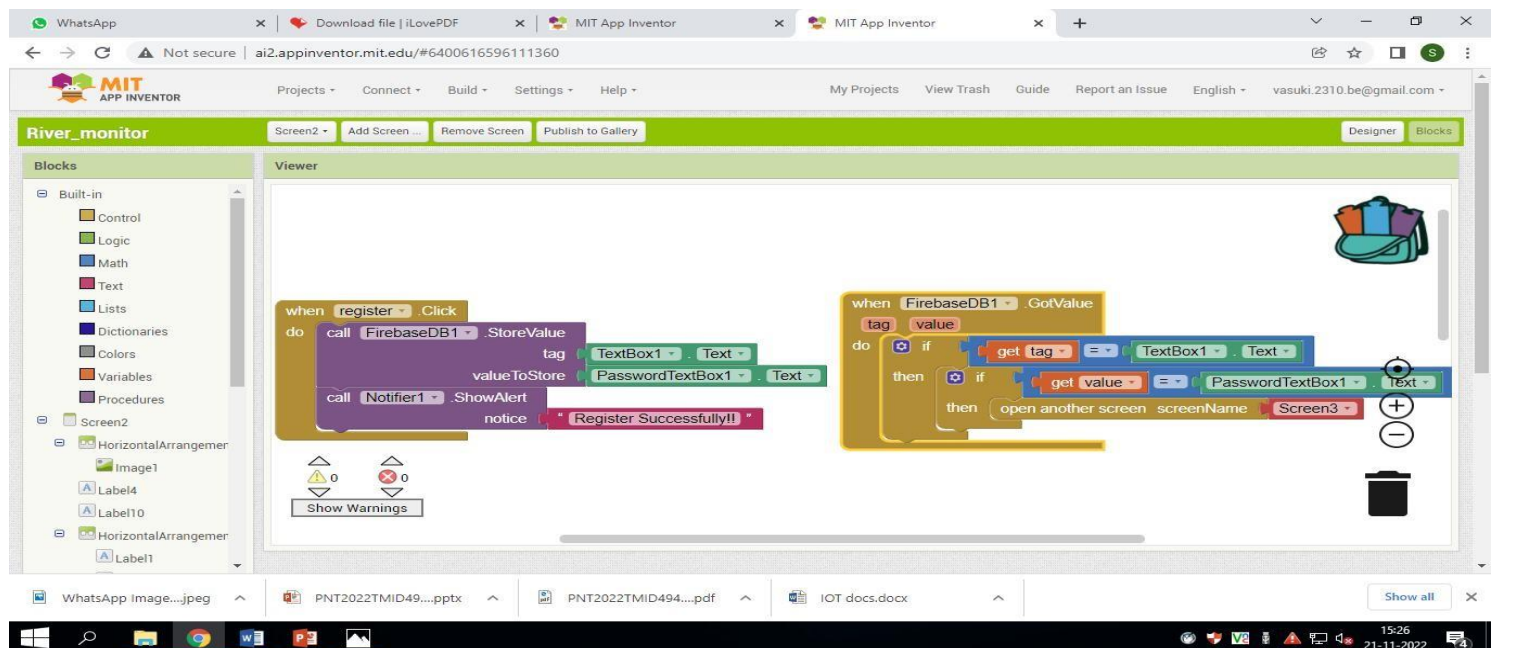 WhatsApp
Download file | iLovePDF
MIT App Inventor
MIT App Inventor
Not secure
ai2.appinventor.mit.edu/#6400616596111360
S
MIT
APP INVENTOR
Projects
Connect
Build
Settings
Help
My Projects
View Trash
Guide
Report an Issue
English
vasuki.2310.be@gmail.com
River_monitor
Screen2
Add Screen ...
Remove Screen
Publish to Gallery
Designer
Blocks
Blocks
Viewer
Built-in
Control
Logic
Math
Text
Lists
Dictionaries
Colors
Variables
Procedures
Screen2
HorizontalArrangemer
Image1
Label4
Label10
HorizontalArrangemer
Label1
when register .Click
do call FirebaseDB1 .StoreValue
tag TextBox1 . Text
valueToStore PasswordTextBox1 . Text
call Notifier1 .ShowAlert
notice " Register Successfully!! "
0 0
Show Warnings
when FirebaseDB1 .GotValue
tag value
do if get tag = TextBox1 . Text
then if get value = PasswordTextBox1 . Text
then open another screen screenName Screen3
WhatsApp Image....jpeg
PNT2022TMID49....pptx
PNT2022TMID494....pdf
IOT docs.docx
Show all
15:26
21-11-2022
4